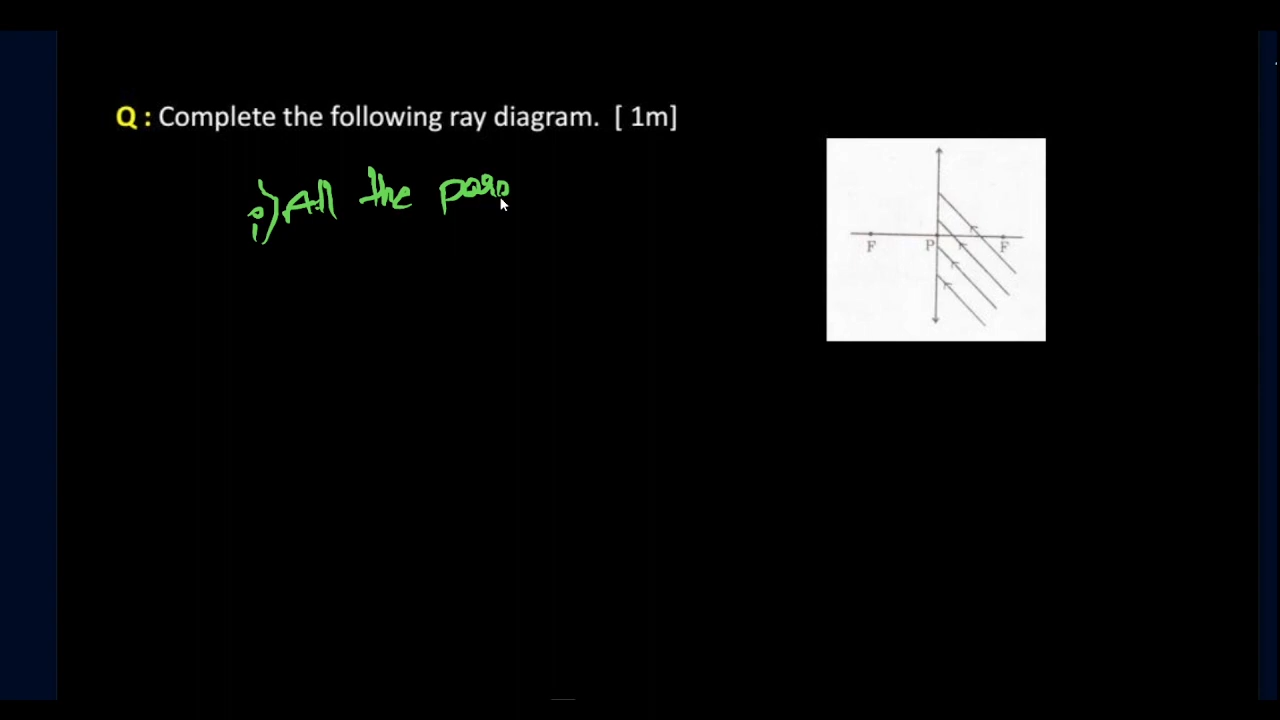 Q : Complete the following ray diagram. [ 1m]
i) All the para
F P F